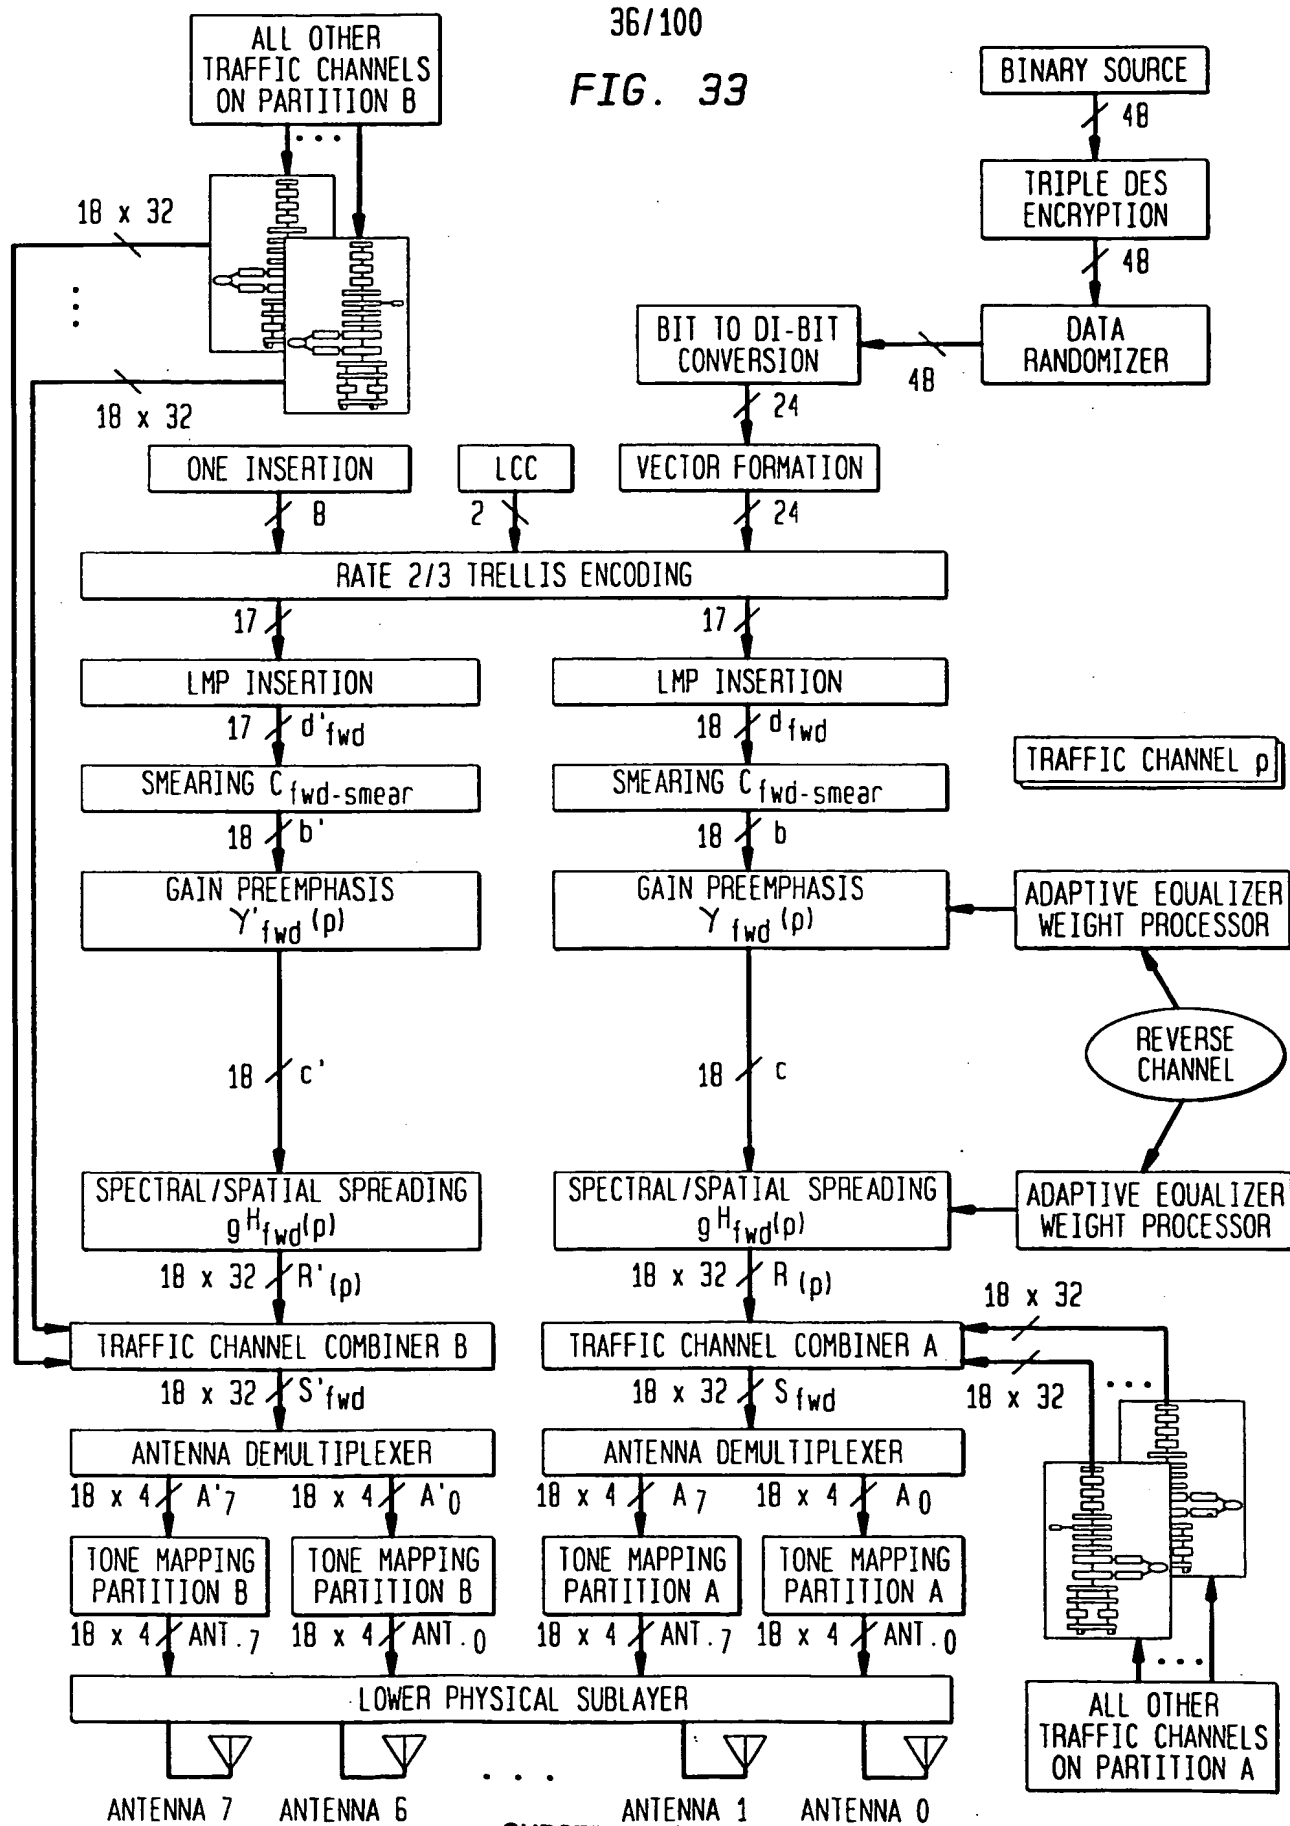 36/100
FIG. 33
ALL OTHER
TRAFFIC CHANNELS
ON PARTITION B
BINARY SOURCE
48
TRIPLE DES
ENCRYPTION
48
DATA
RANDOMIZER
48
BIT TO DI-BIT
CONVERSION
24
18 x 32
18 x 32
ONE INSERTION
LCC
VECTOR FORMATION
8
2
24
RATE 2/3 TRELLIS ENCODING
17
17
LMP INSERTION
LMP INSERTION
17 d'fwd
18 dfwd
TRAFFIC CHANNEL p
SMEARING Cfwd-smear
SMEARING Cfwd-smear
18 b'
18 b
GAIN PREEMPHASIS
γ'fwd(p)
GAIN PREEMPHASIS
γfwd(p)
ADAPTIVE EQUALIZER
WEIGHT PROCESSOR
REVERSE
CHANNEL
18 c'
18 c
SPECTRAL/SPATIAL SPREADING
gHfwd(p)
SPECTRAL/SPATIAL SPREADING
gHfwd(p)
ADAPTIVE EQUALIZER
WEIGHT PROCESSOR
18 x 32 R'(p)
18 x 32 R(p)
18 x 32
TRAFFIC CHANNEL COMBINER B
TRAFFIC CHANNEL COMBINER A
18 x 32
18 x 32 S'fwd
18 x 32 Sfwd
ANTENNA DEMULTIPLEXER
ANTENNA DEMULTIPLEXER
18 x 4 A'7
18 x 4 A'0
18 x 4 A7
18 x 4 A0
TONE MAPPING
PARTITION B
TONE MAPPING
PARTITION B
TONE MAPPING
PARTITION A
TONE MAPPING
PARTITION A
18 x 4 ANT.7
18 x 4 ANT.0
18 x 4 ANT.7
18 x 4 ANT.0
LOWER PHYSICAL SUBLAYER
ALL OTHER
TRAFFIC CHANNELS
ON PARTITION A
ANTENNA 7
ANTENNA 6
ANTENNA 1
ANTENNA 0